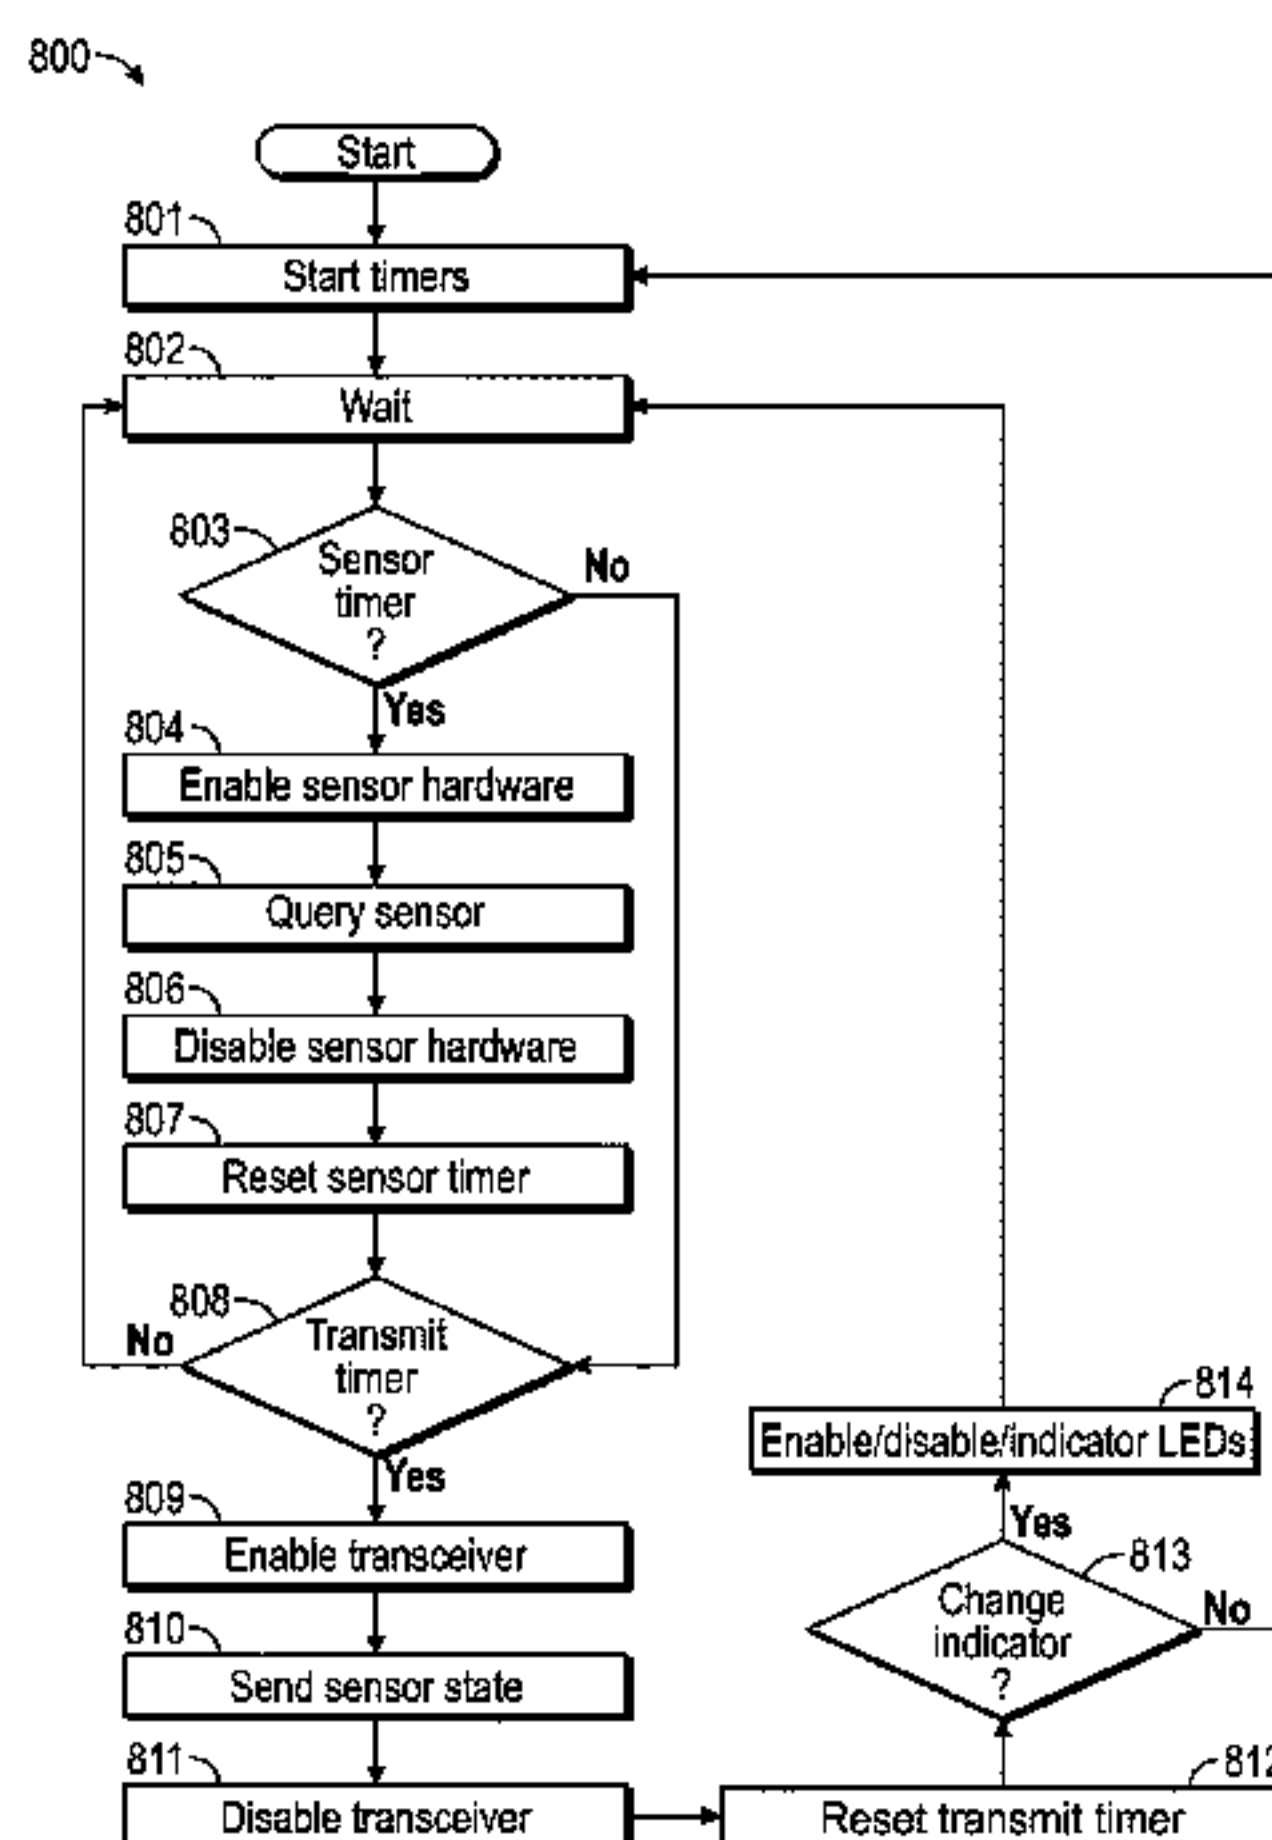 800
Start
801
Start timers
802
Wait
803
Sensor
timer
?
No
Yes
804
Enable sensor hardware
805
Query sensor
806
Disable sensor hardware
807
Reset sensor timer
808
Transmit
timer
?
No
Yes
809
Enable transceiver
810
Send sensor state
811
Disable transceiver
812
Reset transmit timer
813
Change
indicator
?
No
Yes
814
Enable/disable/indicator LEDs